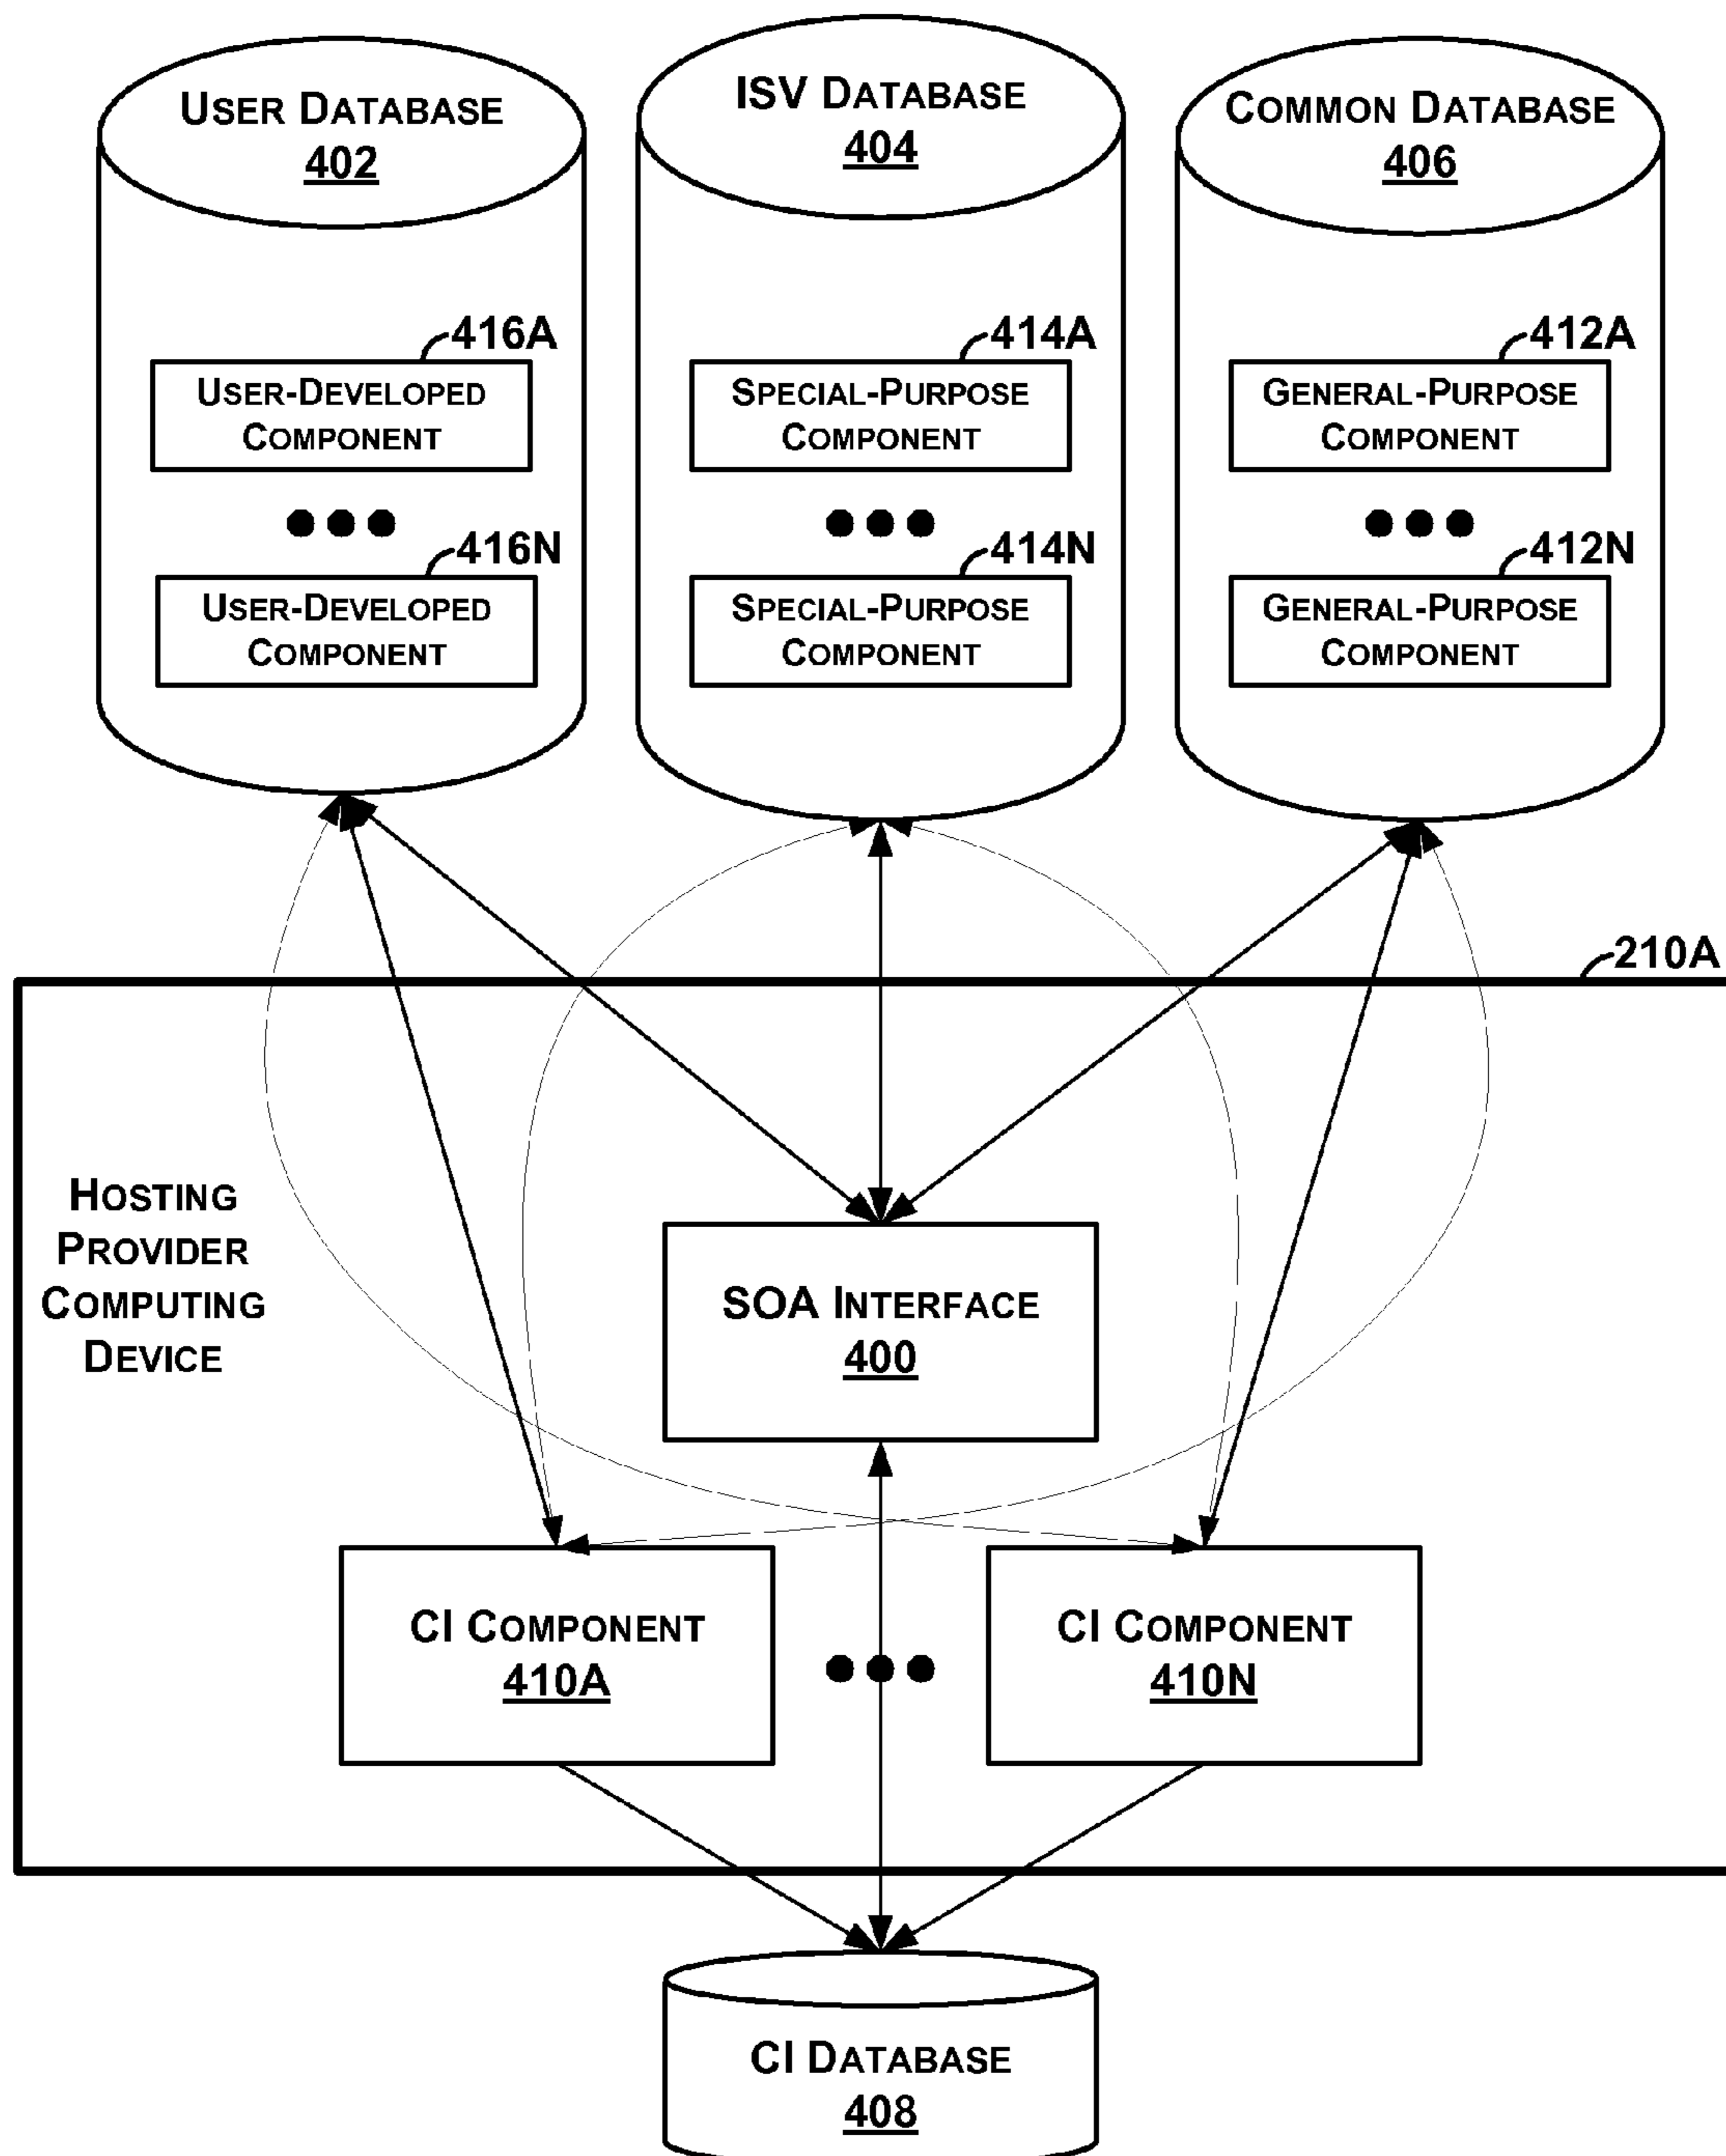 USER DATABASE
402
ISV DATABASE
404
COMMON DATABASE
406
416A
USER-DEVELOPED
COMPONENT
416N
USER-DEVELOPED
COMPONENT
414A
SPECIAL-PURPOSE
COMPONENT
414N
SPECIAL-PURPOSE
COMPONENT
412A
GENERAL-PURPOSE
COMPONENT
412N
GENERAL-PURPOSE
COMPONENT
210A
HOSTING
PROVIDER
COMPUTING
DEVICE
SOA INTERFACE
400
CI COMPONENT
410A
CI COMPONENT
410N
CI DATABASE
408